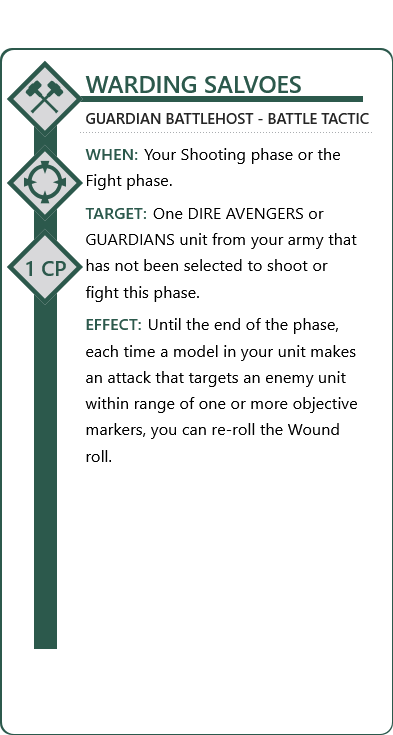 WARDING SALVOES
GUARDIAN BATTLEHOST - BATTLE TACTIC
WHEN: Your Shooting phase or the
Fight phase.
TARGET: One DIRE AVENGERS or
GUARDIANS unit from your army that
has not been selected to shoot or
fight this phase.
1 CP
EFFECT: Until the end of the phase,
each time a model in your unit makes
an attack that targets an enemy unit
within range of one or more objective
markers, you can re-roll the Wound
roll.